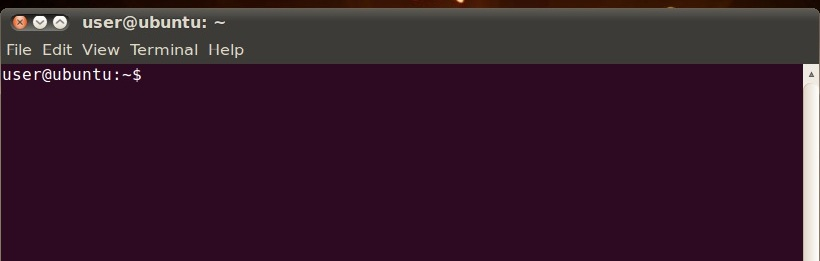 user@ubuntu: ~
File Edit View Terminal Help
user@ubuntu:~$